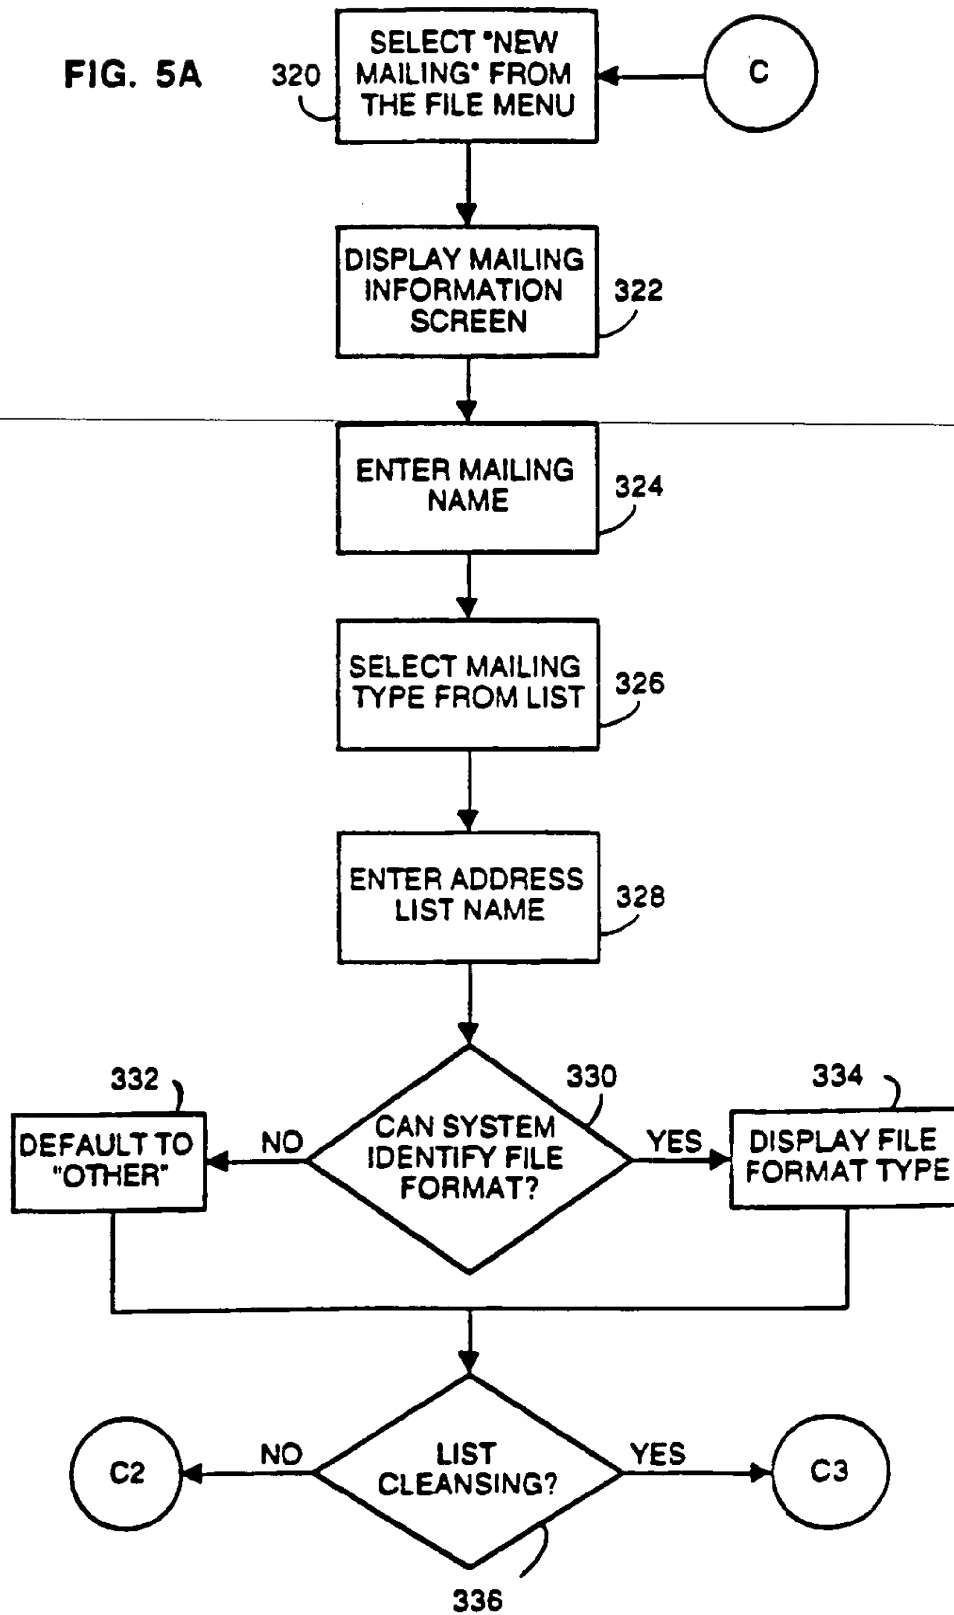 FIG. 5A
320
SELECT "NEW
MAILING" FROM
THE FILE MENU
C
DISPLAY MAILING
INFORMATION
SCREEN
322
ENTER MAILING
NAME
324
SELECT MAILING
TYPE FROM LIST
326
ENTER ADDRESS
LIST NAME
328
332
330
334
DEFAULT TO
"OTHER"
NO
CAN SYSTEM
IDENTIFY FILE
FORMAT?
YES
DISPLAY FILE
FORMAT TYPE
C2
NO
LIST
CLEANSING?
YES
C3
336